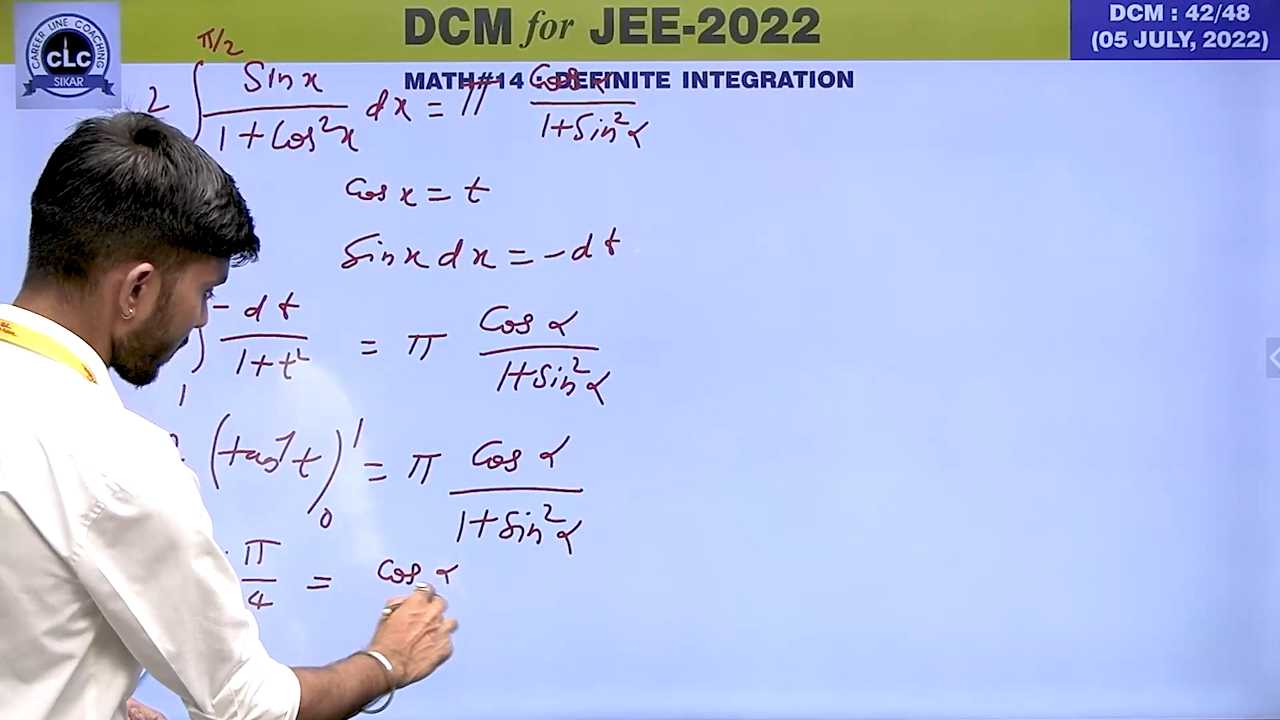 DCM for JEE-2022
DCM : 42/48
(05 JULY, 2022)
CAREER LINE COACHING
CLC
SIKAR
MATH#14 : DEFINITE INTEGRATION
2 ∫ π/2 Sin x / 1 + Cos²x dx = π Cos α / 1+Sin²α
Cos x = t
Sin x dx = -dt
∫ 1 -dt / 1+t² = π Cos α / 1+Sin²α
(tan⁻¹ t) 1 0 = π Cos α / 1+Sin²α
. π/4 = Cos α